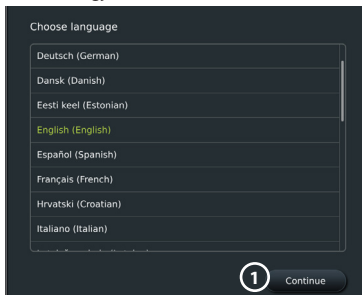 Choose language
Deutsch (German)
Dansk (Danish)
Eesti keel (Estonian)
English (English)
Español (Spanish)
Français (French)
Hrvatski (Croatian)
Italiano (Italian)
1 Continue